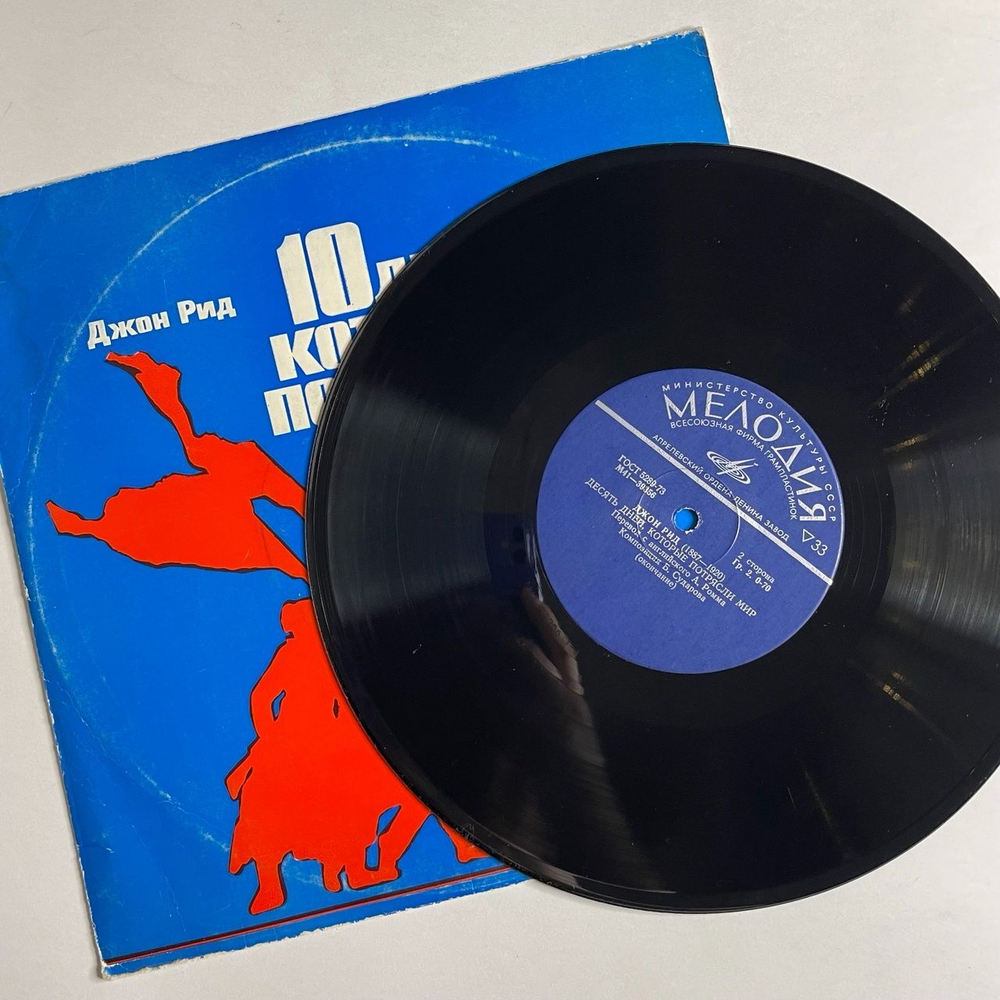 Джон Рид
10
МИНИСТЕРСТВО КУЛЬТУРЫ СССР
МЕЛОДИЯ
ВСЕСОЮЗНАЯ ФИРМА ГРАМПЛАСТИНОК
АПРЕЛЕВСКИЙ ОРДЕНА ЛЕНИНА ЗАВОД
ГОСТ 5289-73
М41—39156
▽33
2 сторона
Гр. 2. 0-70
ДЖОН РИД (1887—1920)
ДЕСЯТЬ ДНЕЙ, КОТОРЫЕ ПОТРЯСЛИ МИР
Перевод с английского А. Ромма
Композиция Б. Сударова
(окончание)